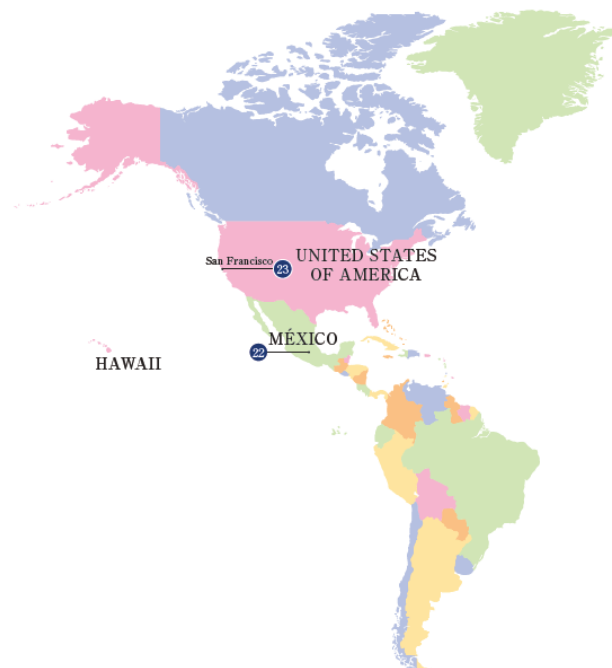 San Francisco
23
UNITED STATES
OF AMERICA
MÉXICO
22
HAWAII